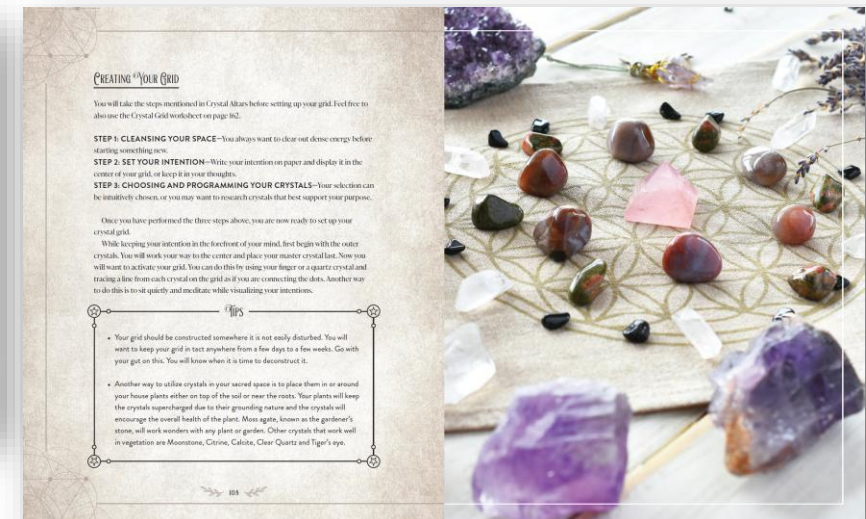 CREATING YOUR GRID
You will take the steps mentioned in Crystal Altars before setting up your grid. Feel free to
also use the Crystal Grid worksheet on page 162.
STEP 1: CLEANSING YOUR SPACE—You always want to clear out dense energy before
starting something new.
STEP 2: SET YOUR INTENTION—Write your intention on paper and display it in the
center of your grid, or keep it in your thoughts.
STEP 3: CHOOSING AND PROGRAMMING YOUR CRYSTALS—Your selection can
be intuitively chosen, or you may want to research crystals that best support your purpose.
Once you have performed the three steps above, you are now ready to set up your
crystal grid.
While keeping your intention in the forefront of your mind, first begin with the outer
crystals. You will work your way to the center and place your master crystal last. Now you
will want to activate your grid. You can do this by using your finger or a quartz crystal and
tracing a line from each crystal on the grid as if you are connecting the dots. Another way
to do this is to sit quietly and meditate while visualizing your intentions.
TIPS
• Your grid should be constructed somewhere it is not easily disturbed. You will
want to keep your grid in tact anywhere from a few days to a few weeks. Go with
your gut on this. You will know when it is time to deconstruct it.
• Another way to utilize crystals in your sacred space is to place them in or around
your house plants either on top of the soil or near the roots. Your plants will keep
the crystals supercharged due to their grounding nature and the crystals will
encourage the overall health of the plant. Moss agate, known as the gardener's
stone, will work wonders with any plant or garden. Other crystals that work well
in vegetation are Moonstone, Citrine, Calcite, Clear Quartz and Tiger's eye.
105